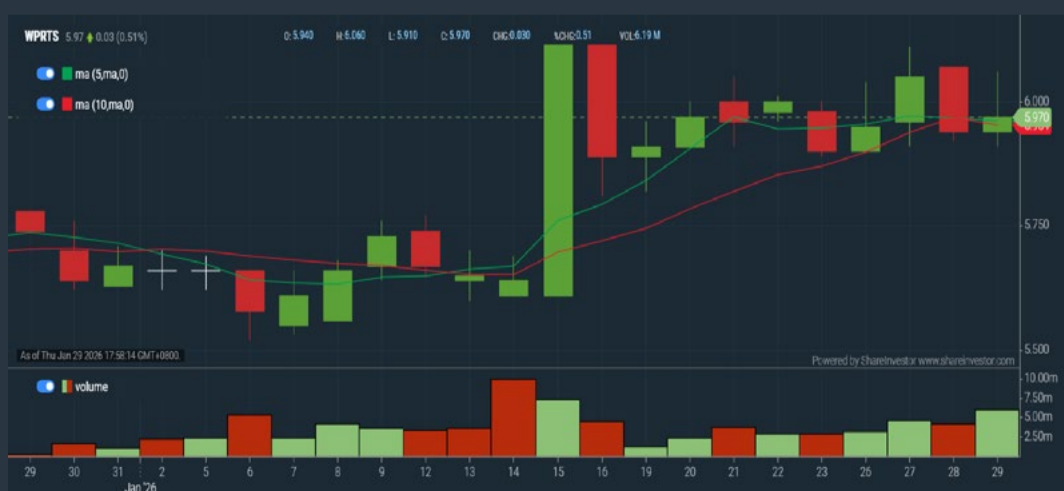 WPRTS 5.97 0.03 (0.51%) O: 5.940 H: 6.060 L: 5.910 C: 5.970 CHG:0.030 %CHG:0.51 VOL:6.19 M
ma (5,ma,0)
ma (10,ma,0)
6.000
5.970
5.750
5.500
As of Thu Jan 29 2026 17:58:14 GMT+0800.
Powered by ShareInvestor www.shareinvestor.com
volume
10.00m
7.50m
5.00m
2.50m
29 30 31 2 5 6 7 8 9 12 13 14 15 16 19 20 21 22 23 26 27 28 29
Jan '26